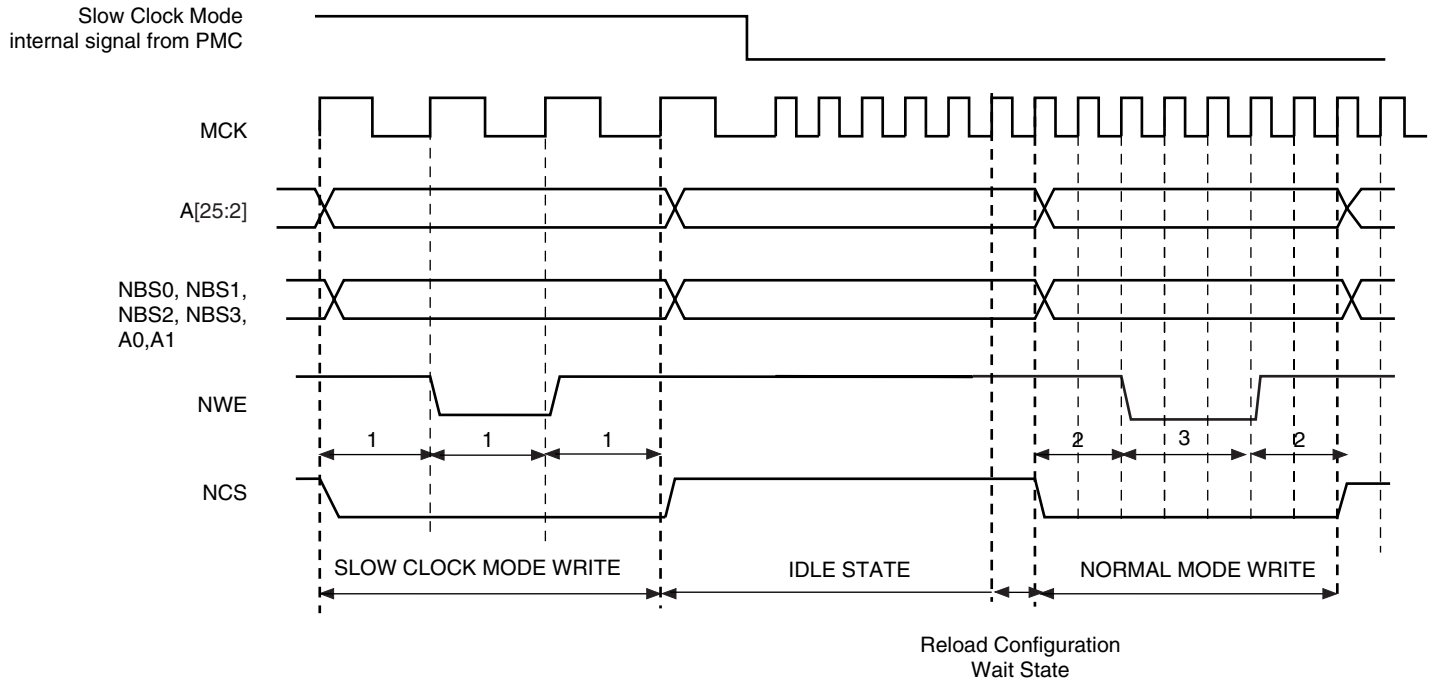 Slow Clock Mode
internal signal from PMC
MCK
A[25:2]
NBS0, NBS1,
NBS2, NBS3,
A0,A1
NWE
1 1 1 2 3 2
NCS
SLOW CLOCK MODE WRITE IDLE STATE NORMAL MODE WRITE
Reload Configuration
Wait State